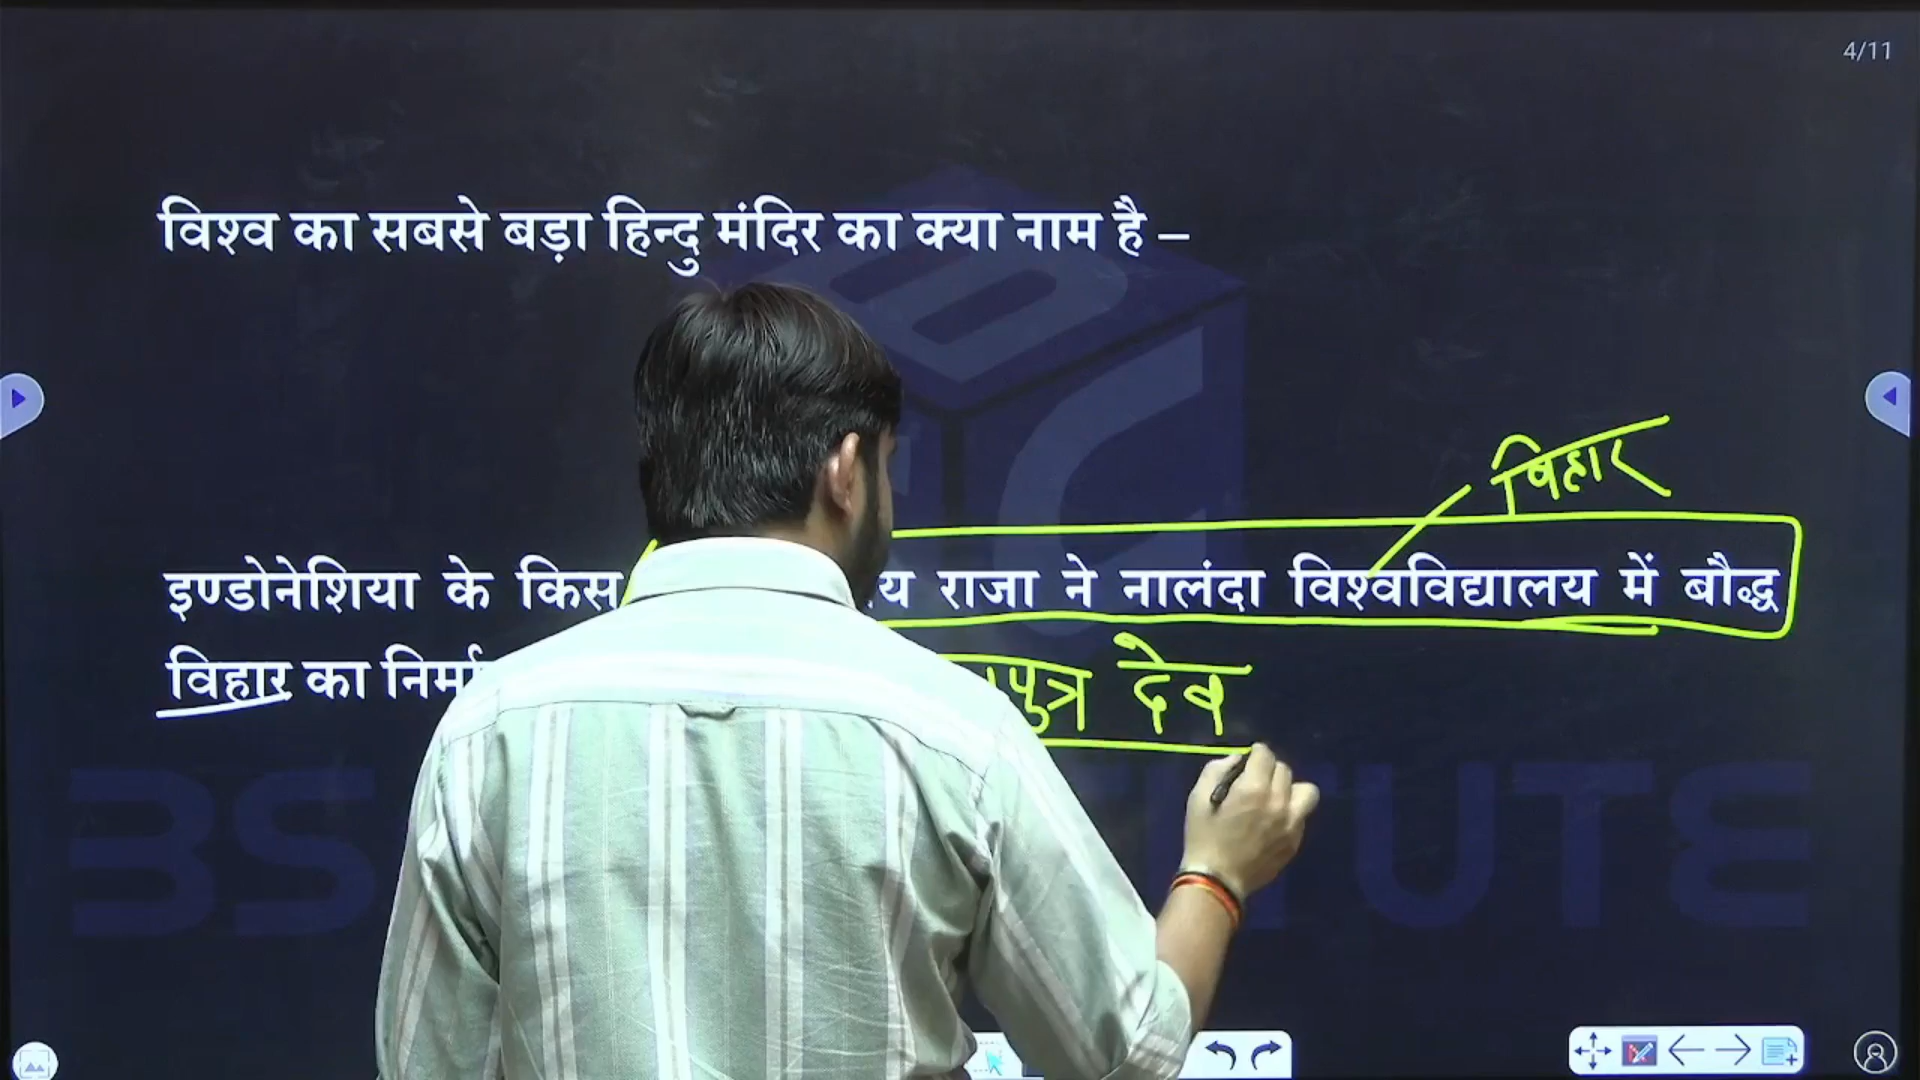 4/11
विश्व का सबसे बड़ा हिन्दु मंदिर का क्या नाम है –
विहार
इण्डोनेशिया के किस राजा ने नालंदा विश्वविद्यालय में बौद्ध
विहार का
पुत्र देव